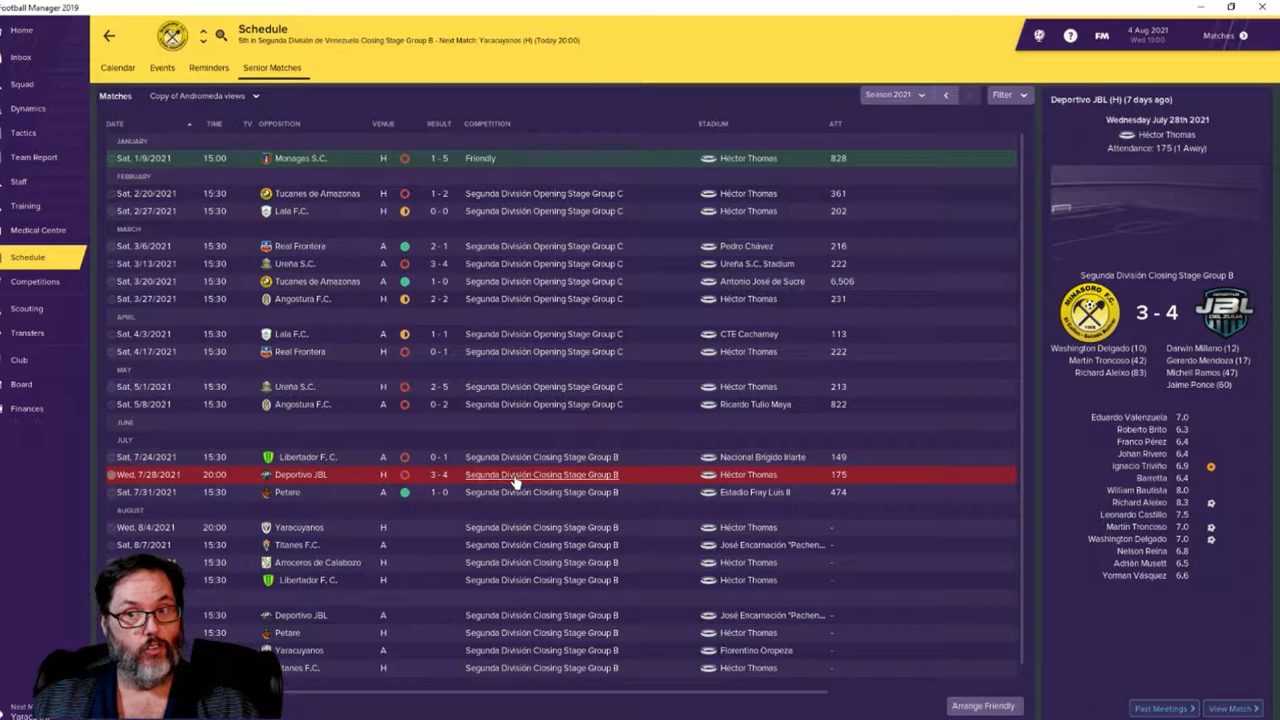 Football Manager 2019
Home
Inbox
Squad
Dynamics
Tactics
Team Report
Staff
Training
Medical Centre
Schedule
Competitions
Scouting
Transfers
Club
Board
Finances
Schedule
5th in Segunda División de Venezuela Closing Stage Group B - Next Match: Yaracuyanos (H) (Today 20:00)
4 Aug 2021
Wed 19:00
FM
Matches
Calendar Events Reminders Senior Matches
Matches Copy of Andromeda views Season 2021 Filter
DATE TIME TV OPPOSITION VENUE RESULT COMPETITION STADIUM ATT
JANUARY
Sat, 1/9/2021 15:00 Monagas S.C. H 1 - 5 Friendly Héctor Thomas 828
FEBRUARY
Sat, 2/20/2021 15:30 Tucanes de Amazonas H 1 - 2 Segunda División Opening Stage Group C Héctor Thomas 361
Sat, 2/27/2021 15:30 Lala F.C. H 0 - 0 Segunda División Opening Stage Group C Héctor Thomas 202
MARCH
Sat, 3/6/2021 15:30 Real Frontera A 2 - 1 Segunda División Opening Stage Group C Pedro Chávez 216
Sat, 3/13/2021 15:30 Ureña S.C. A 3 - 4 Segunda División Opening Stage Group C Ureña S.C. Stadium 222
Sat, 3/20/2021 15:30 Tucanes de Amazonas A 1 - 0 Segunda División Opening Stage Group C Antonio José de Sucre 6,506
Sat, 3/27/2021 15:30 Angostura F.C. H 2 - 2 Segunda División Opening Stage Group C Héctor Thomas 231
APRIL
Sat, 4/3/2021 15:30 Lala F.C. A 1 - 1 Segunda División Opening Stage Group C CTE Cachamay 113
Sat, 4/17/2021 15:30 Real Frontera H 0 - 1 Segunda División Opening Stage Group C Héctor Thomas 222
MAY
Sat, 5/1/2021 15:30 Ureña S.C. H 2 - 5 Segunda División Opening Stage Group C Héctor Thomas 213
Sat, 5/8/2021 15:30 Angostura F.C. A 0 - 2 Segunda División Opening Stage Group C Ricardo Tulio Maya 822
JUNE
JULY
Sat, 7/24/2021 15:30 Libertador F. C. A 0 - 1 Segunda División Closing Stage Group B Nacional Brígido Iriarte 149
Wed, 7/28/2021 20:00 Deportivo JBL H 3 - 4 Segunda División Closing Stage Group B Héctor Thomas 175
Sat, 7/31/2021 15:30 Petare A 1 - 0 Segunda División Closing Stage Group B Estadio Fray Luis II 474
AUGUST
Wed, 8/4/2021 20:00 Yaracuyanos H Segunda División Closing Stage Group B Héctor Thomas -
Sat, 8/7/2021 15:30 Titanes F.C. A Segunda División Closing Stage Group B José Encarnación "Pachen... -
15:30 Arroceros de Calabozo H Segunda División Closing Stage Group B Héctor Thomas -
15:30 Libertador F. C. H Segunda División Closing Stage Group B Héctor Thomas -
15:30 Deportivo JBL A Segunda División Closing Stage Group B José Encarnación "Pachen... -
15:30 Petare H Segunda División Closing Stage Group B Héctor Thomas -
Yaracuyanos A Segunda División Closing Stage Group B Florentino Oropeza -
H Segunda División Closing Stage Group B Héctor Thomas -
Arrange Friendly
Deportivo JBL (H) (7 days ago)
Wednesday July 28th 2021
Héctor Thomas
Attendance: 175 (1 Away)
Segunda División Closing Stage Group B
MINASORO F.C.
3 - 4
DEPORTIVO
JBL
DEL ZULIA
Washington Delgado (10) Darwin Millano (12)
Martín Troncoso (42) Gerardo Mendoza (17)
Richard Aleixo (83) Michell Ramos (47)
Jaime Ponce (60)
Eduardo Valenzuela 7.0
Roberto Brito 6.3
Franco Pérez 6.4
Johan Rivero 6.4
Ignacio Triviño 6.9
Barretta 6.4
William Bautista 8.0
Richard Aleixo 8.3
Leonardo Castillo 7.5
Martín Troncoso 7.0
Washington Delgado 7.0
Nelson Reina 6.8
Adrián Musett 6.5
Yorman Vásquez 6.6
Past Meetings View Match